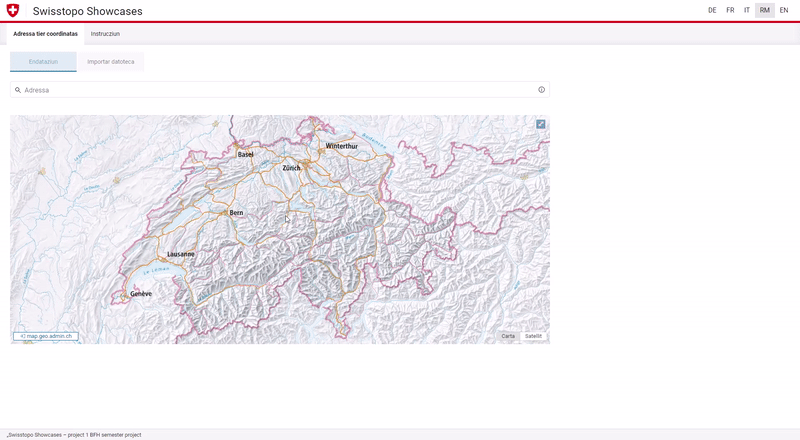 Swisstopo Showcases
DE FR IT RM EN
Adressa tier coordinatas Instrucziun
Endataziun Importar datoteca
Adressa
Bodensee
Winterthur
Basel
Zürich
Bern
Lausanne
Le Léman
Genève
map.geo.admin.ch
Carta Satellit
„Swisstopo Showcases – project 1 BFH semester project